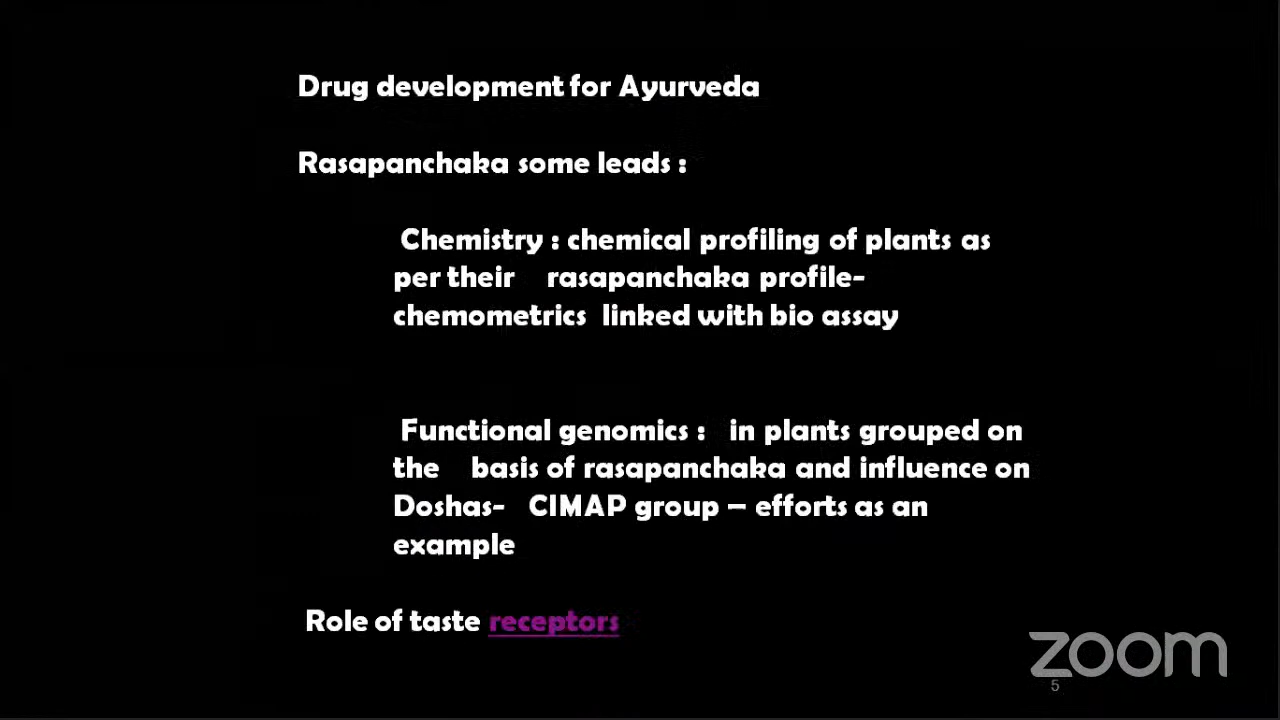 Drug development for Ayurveda
Rasapanchaka some leads :
Chemistry : chemical profiling of plants as
per their rasapanchaka profile-
chemometrics linked with bio assay
Functional genomics : in plants grouped on
the basis of rasapanchaka and influence on
Doshas- CIMAP group – efforts as an
example
Role of taste receptors
zoom
5